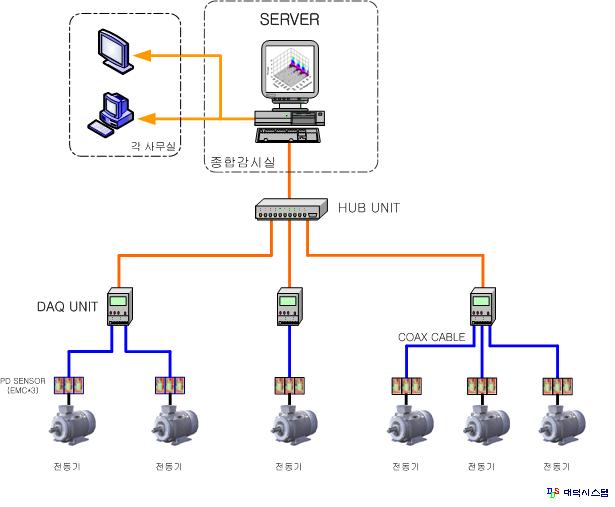 SERVER
각 사무실
종합감시실
HUB UNIT
DAQ UNIT
COAX CABLE
PD SENSOR
(EMC*3)
전동기
전동기
전동기
전동기
전동기
전동기
대덕시스템